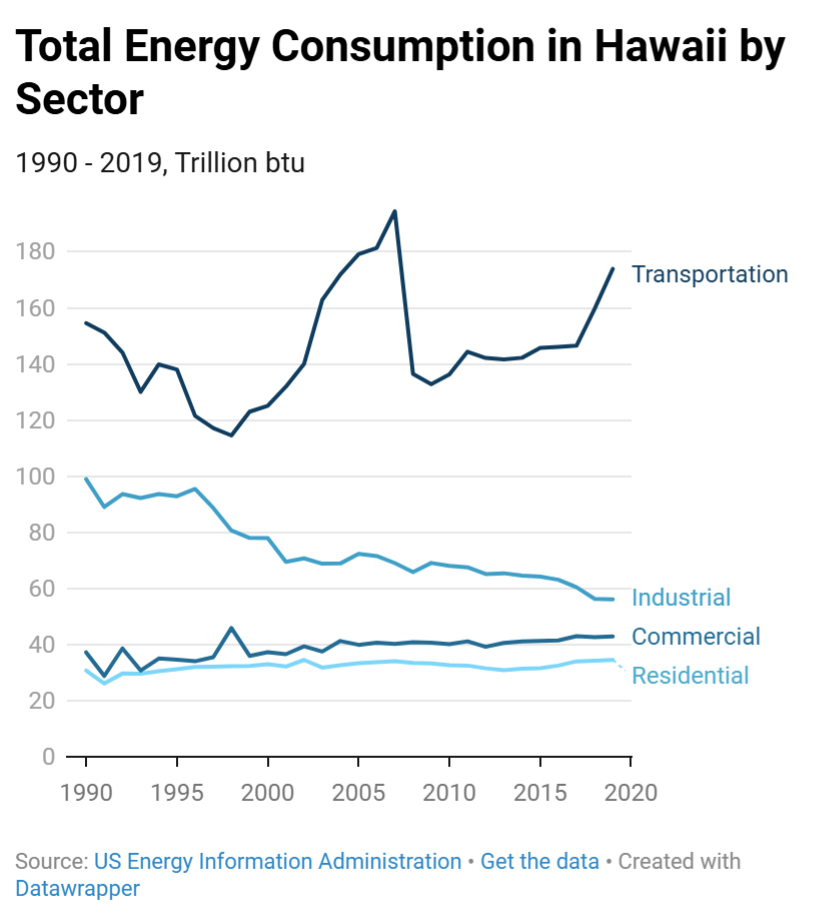 Total Energy Consumption in Hawaii by
Sector
1990 - 2019, Trillion btu
180
Transportation
160
140
120
100
80
60
Industrial
Commercial
40
Residential
20
0
1990 1995 2000 2005 2010 2015 2020
Source: US Energy Information Administration • Get the data • Created with
Datawrapper